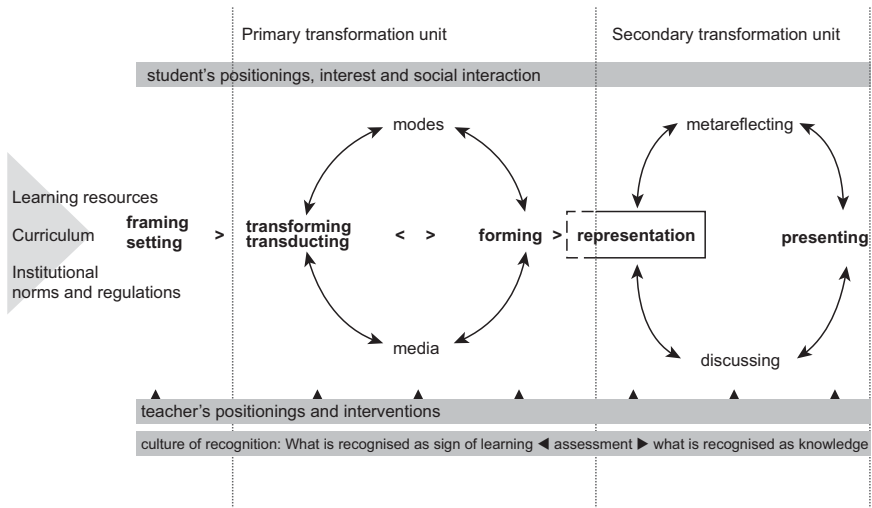 Primary transformation unit
Secondary transformation unit
student's positionings, interest and social interaction
modes
metareflecting
Learning resources
Curriculum
Institutional
norms and regulations
framing
setting
>
transforming
transducting
< >
forming
>
representation
presenting
media
discussing
teacher's positionings and interventions
culture of recognition: What is recognised as sign of learning ◀ assessment ▶ what is recognised as knowledge